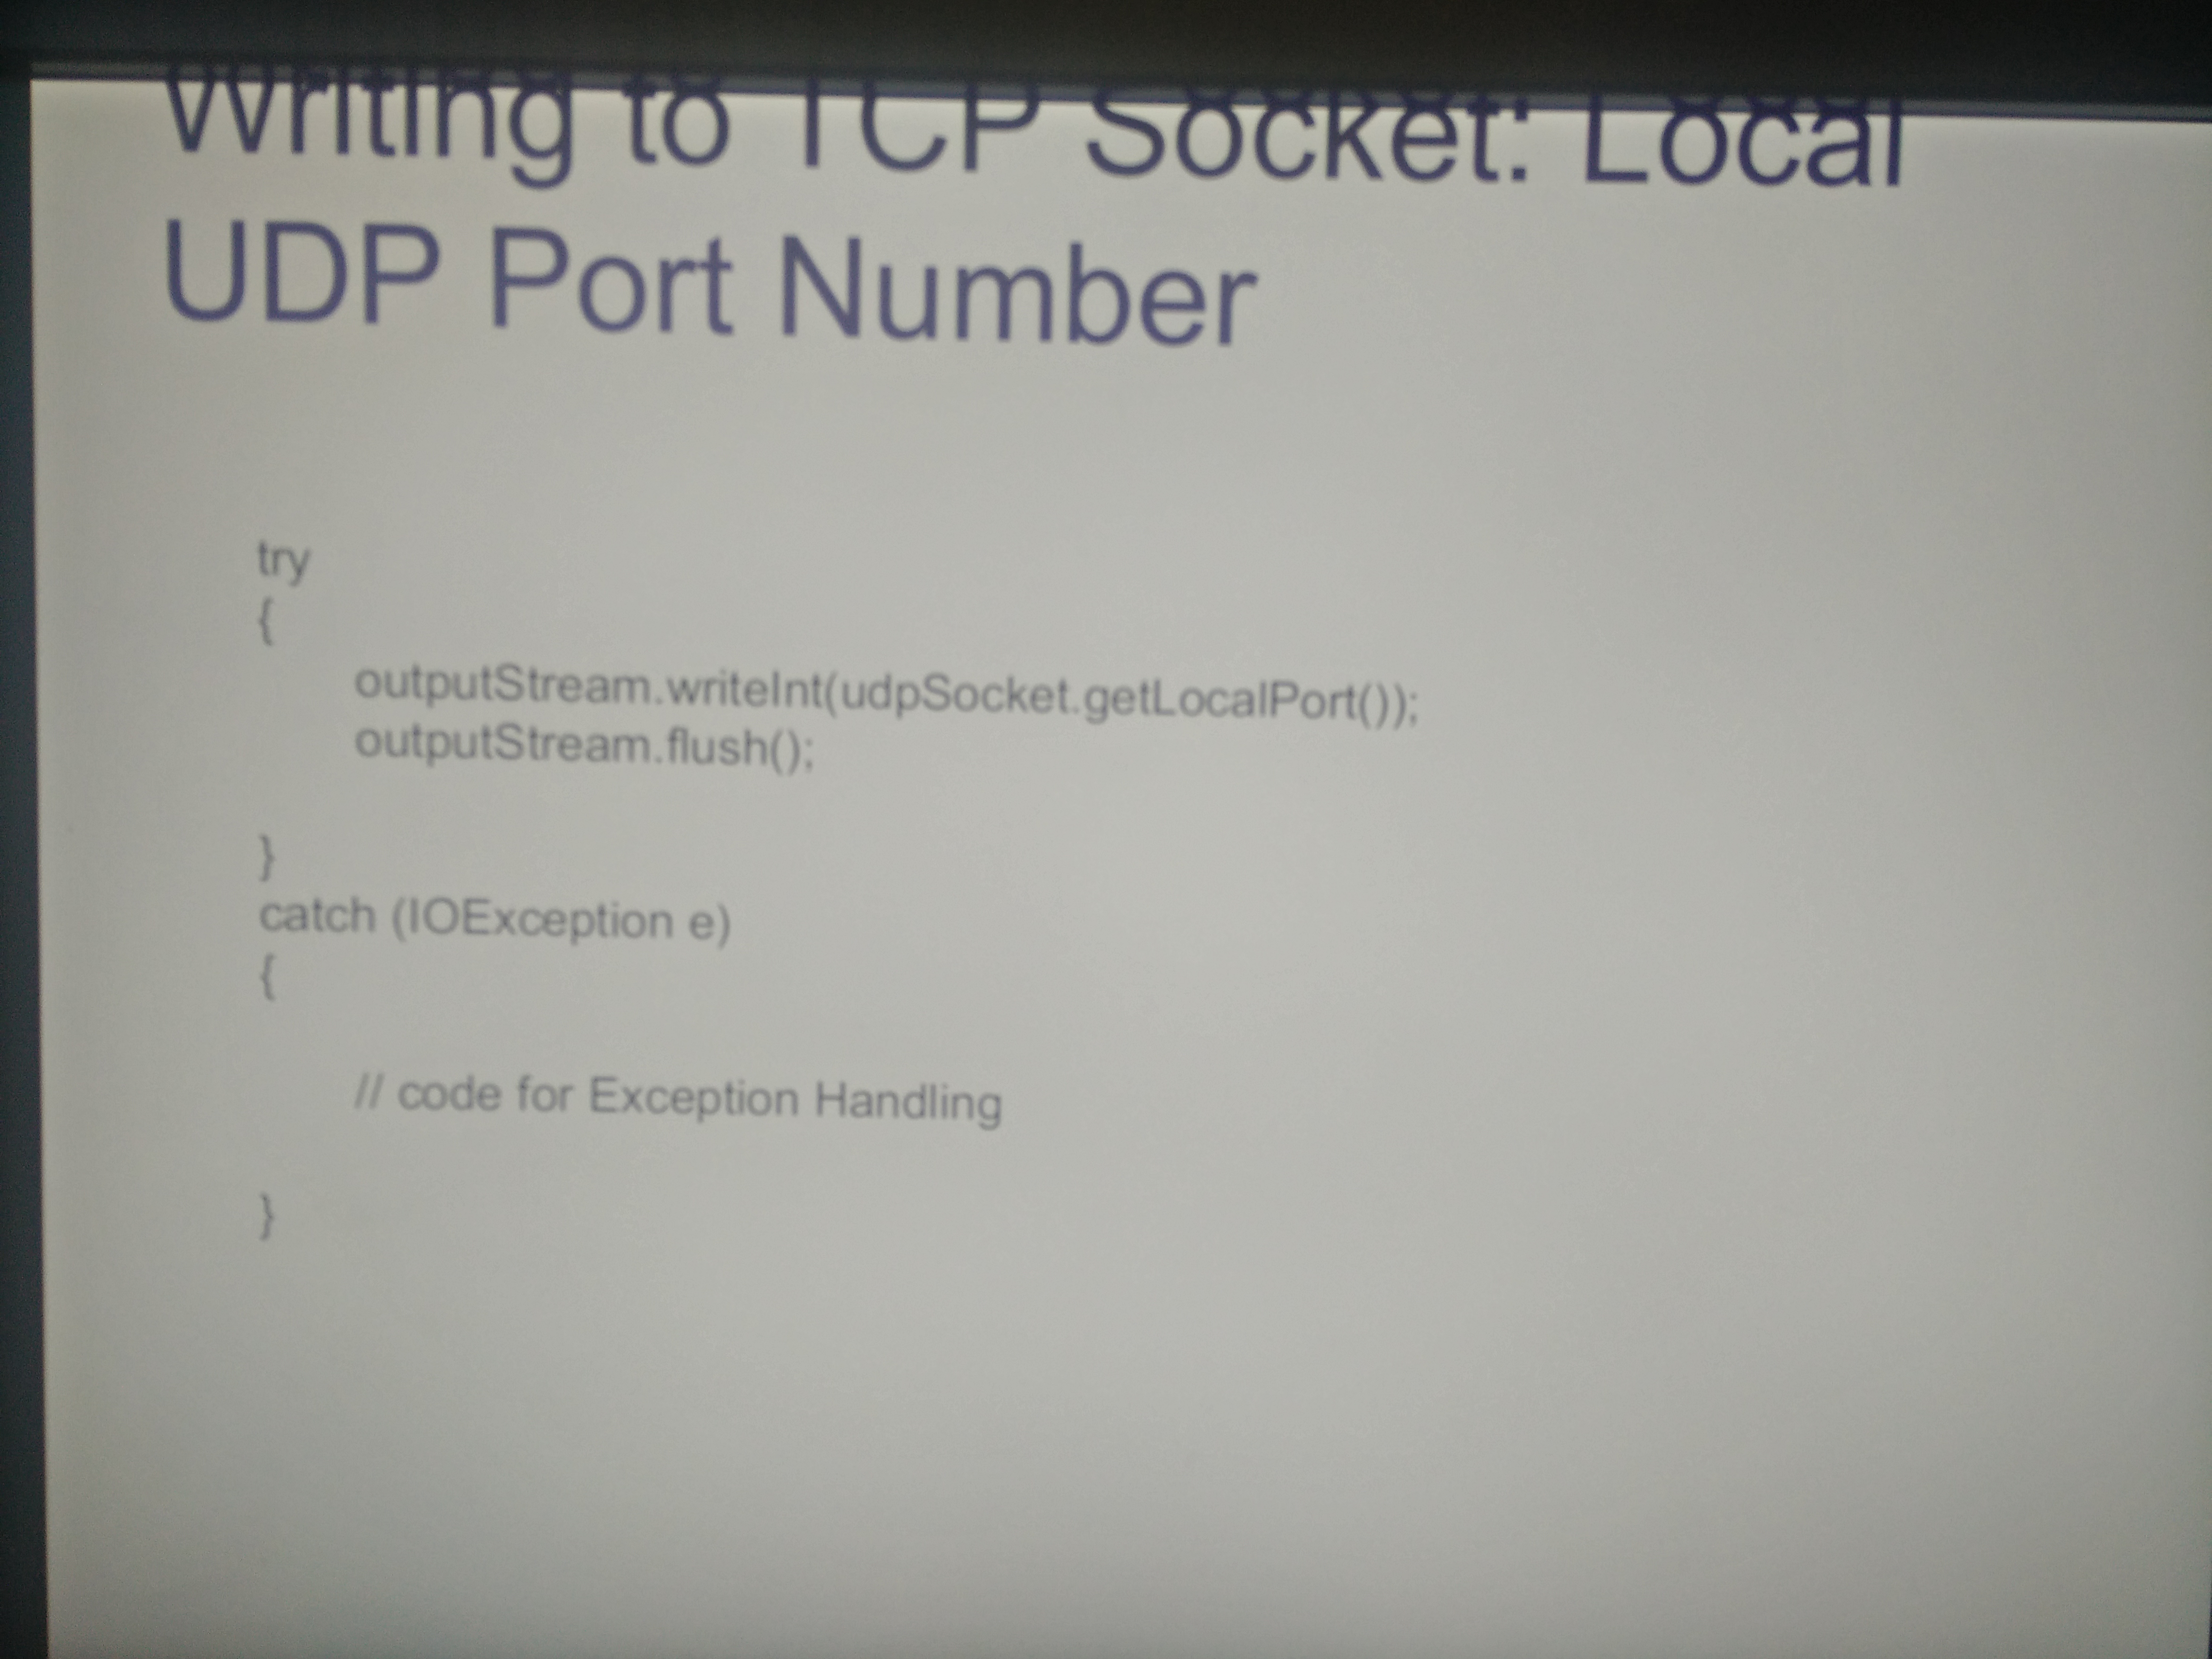 Writing to TCP Socket: Local
UDP Port Number
try
{
outputStream.writeInt(udpSocket.getLocalPort());
outputStream.flush();
}
catch (IOException e)
{
// code for Exception Handling
}